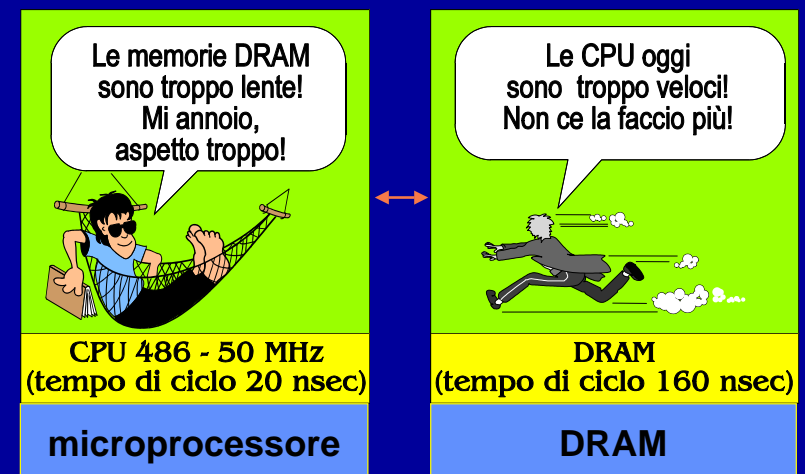 Le memorie DRAM
sono troppo lente!
Mi annoio,
aspetto troppo!
CPU 486 - 50 MHz
(tempo di ciclo 20 nsec)
microprocessore
Le CPU oggi
sono troppo veloci!
Non ce la faccio più!
DRAM
(tempo di ciclo 160 nsec)
DRAM